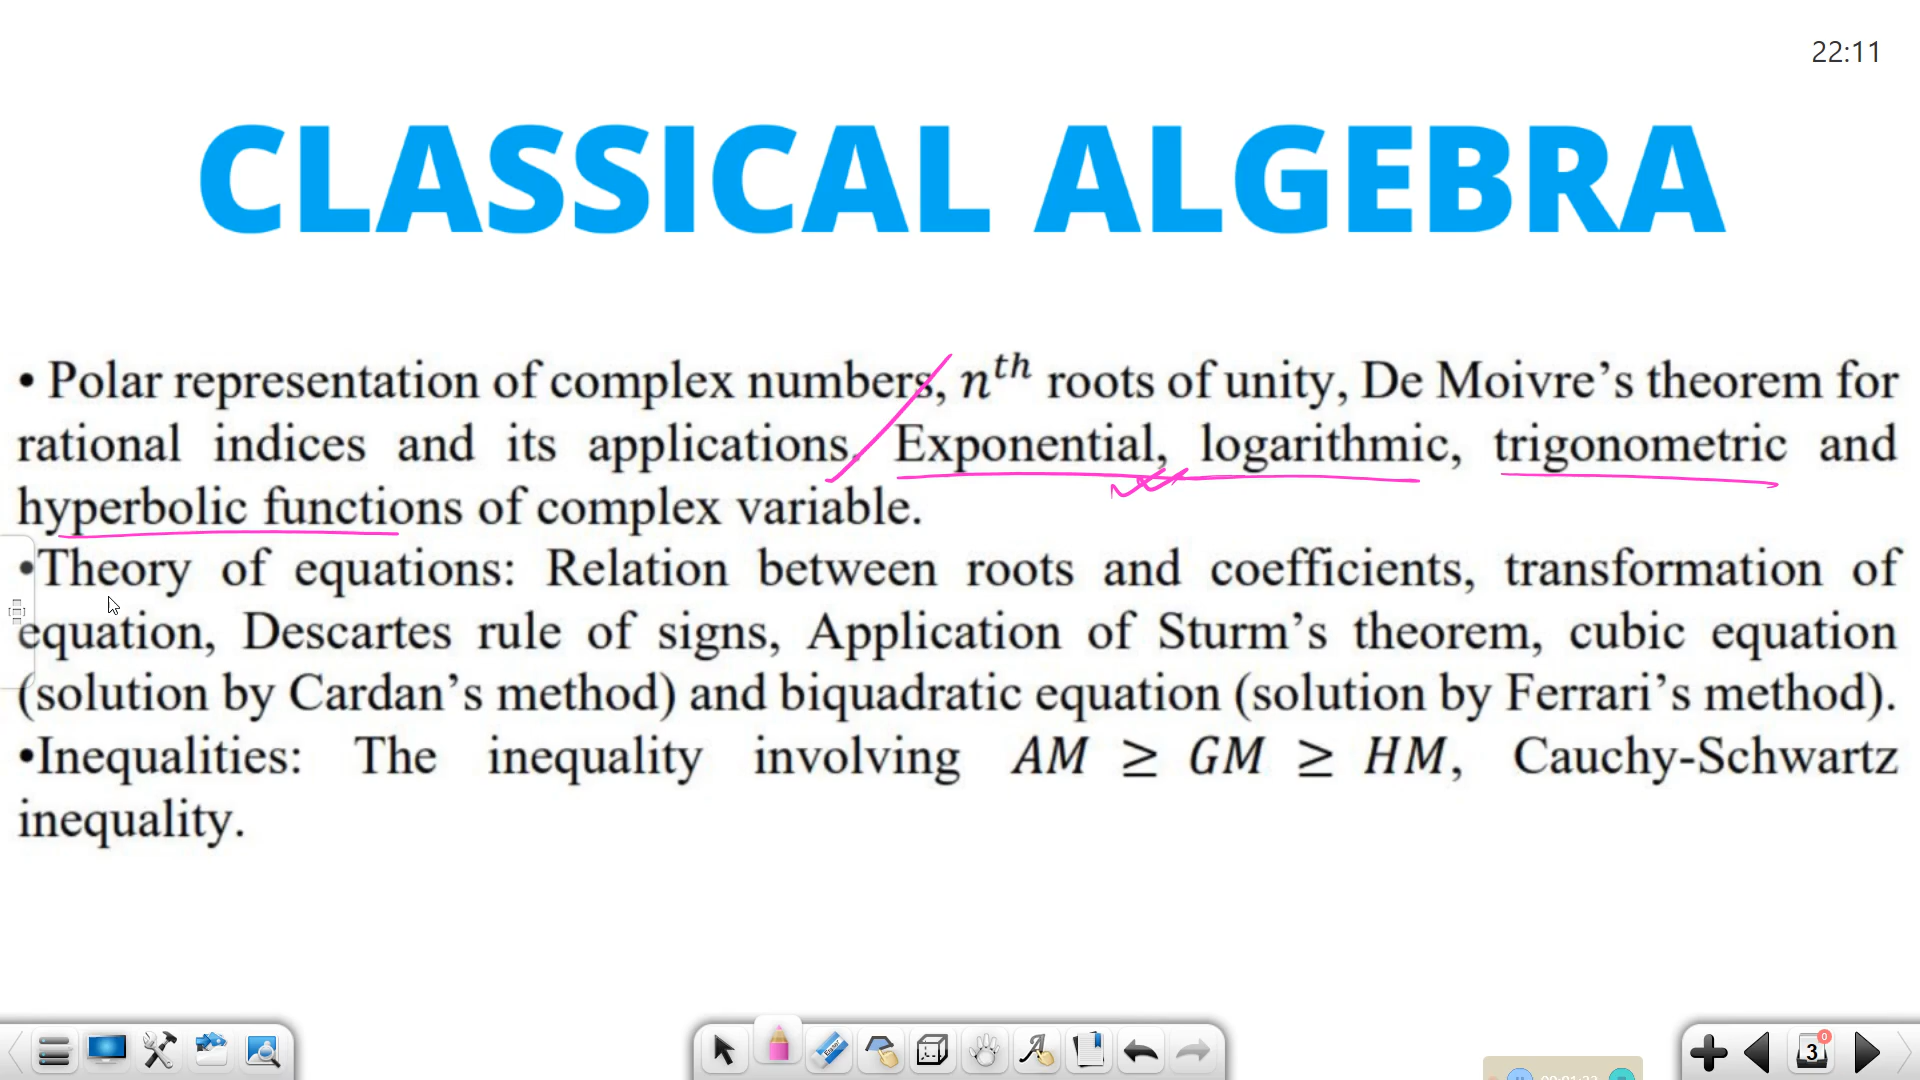 22:11
CLASSICAL ALGEBRA
• Polar representation of complex numbers, nᵗʰ roots of unity, De Moivre’s theorem for
rational indices and its applications. Exponential, logarithmic, trigonometric and
hyperbolic functions of complex variable.
•Theory of equations: Relation between roots and coefficients, transformation of
equation, Descartes rule of signs, Application of Sturm’s theorem, cubic equation
(solution by Cardan’s method) and biquadratic equation (solution by Ferrari’s method).
•Inequalities: The inequality involving AM ≥ GM ≥ HM, Cauchy-Schwartz
inequality.
3
0